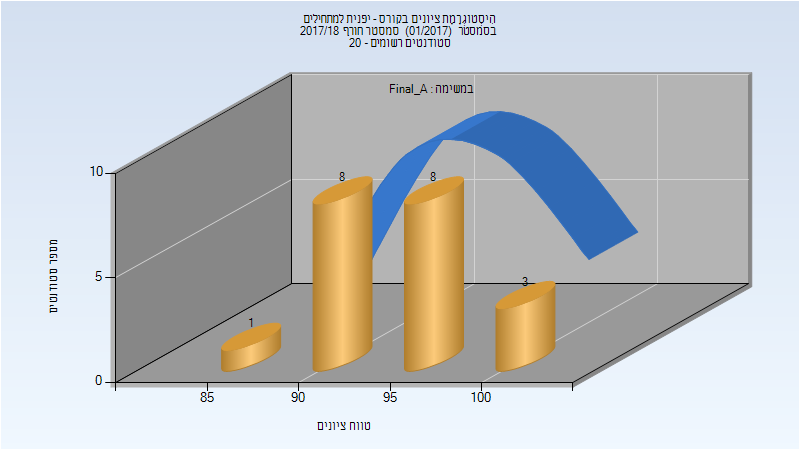 היסטוגרמת ציונים בקורס - יפנית למתחילים
בסמסטר (01/2017) סמסטר חורף 2017/18
סטודנטים רשומים - 20
במשימה : Final_A
10
5
0
מספר סטודנטים
1
8
8
3
85
90
95
100
טווח ציונים